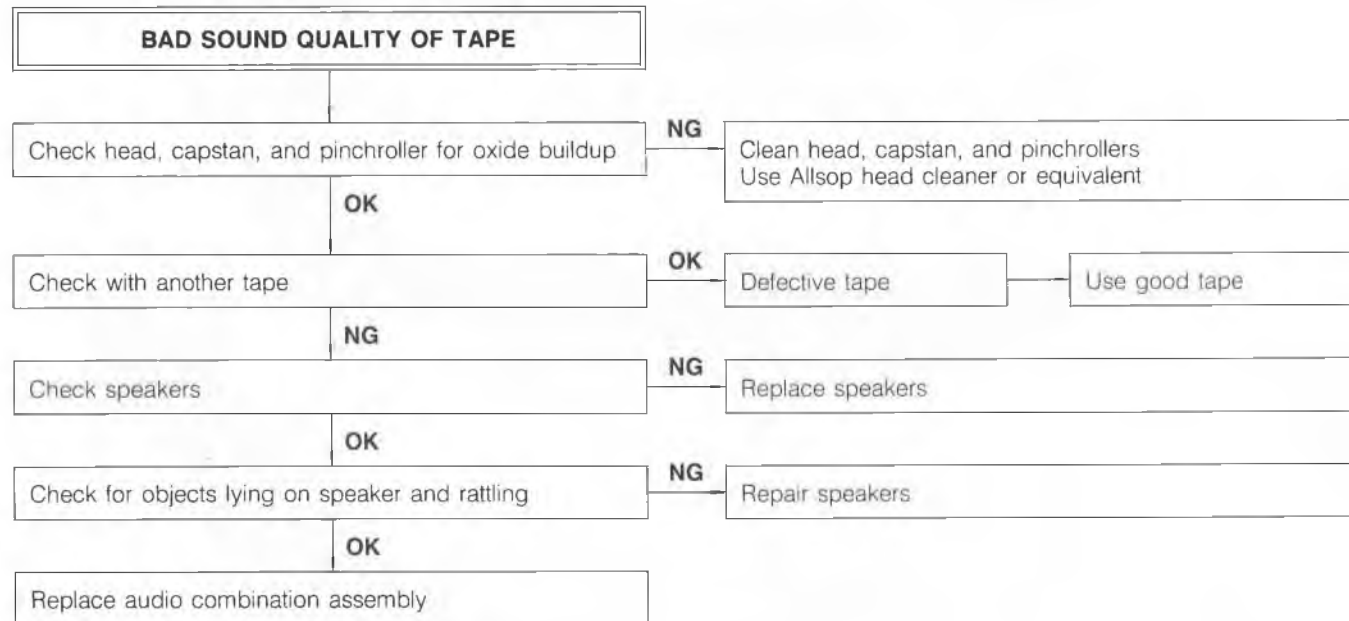 BAD SOUND QUALITY OF TAPE
Check head, capstan, and pinchroller for oxide buildup
NG
Clean head, capstan, and pinchrollers
Use Allsop head cleaner or equivalent
OK
Check with another tape
OK
Defective tape
Use good tape
NG
Check speakers
NG
Replace speakers
OK
Check for objects lying on speaker and rattling
NG
Repair speakers
OK
Replace audio combination assembly